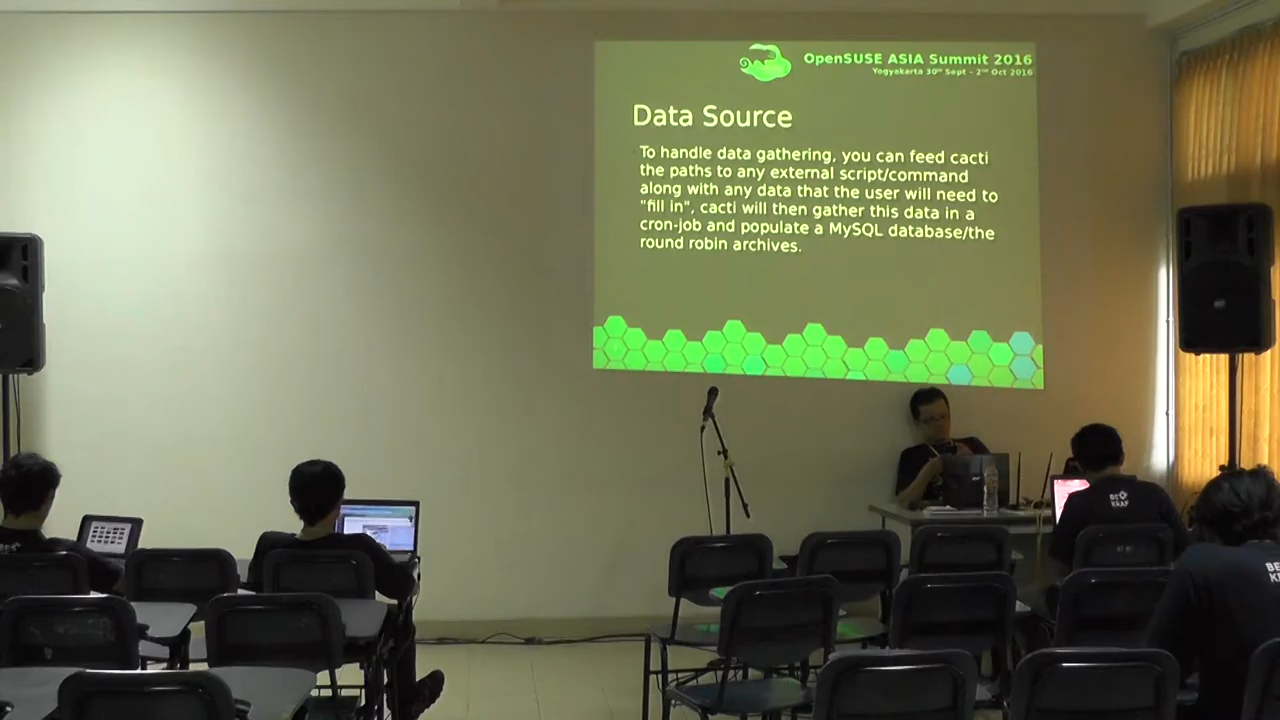 OpenSUSE ASIA Summit 2016
Yogyakarta 30th Sept - 2nd Oct 2016
Data Source
To handle data gathering, you can feed cacti
the paths to any external script/command
along with any data that the user will need to
"fill in", cacti will then gather this data in a
cron-job and populate a MySQL database/the
round robin archives.
BEKRAF